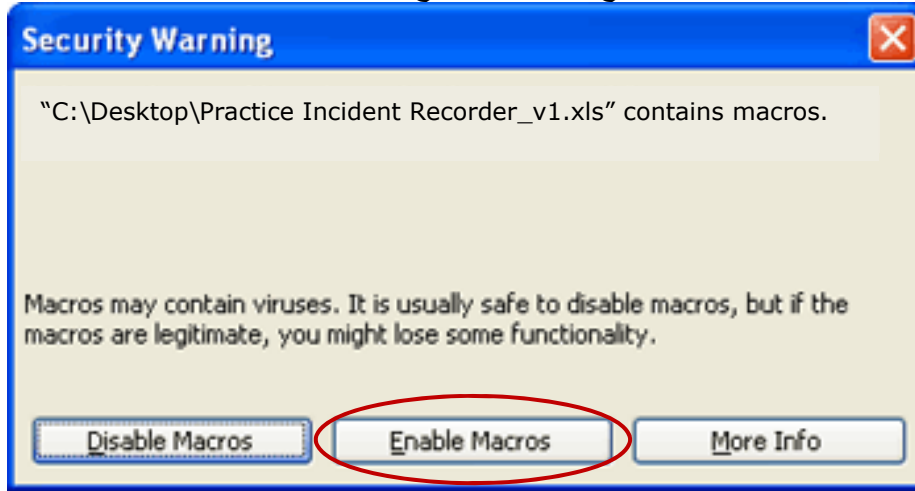 Security Warning
“C:\Desktop\Practice Incident Recorder_v1.xls” contains macros.
Macros may contain viruses. It is usually safe to disable macros, but if the
macros are legitimate, you might lose some functionality.
Disable Macros
Enable Macros
More Info